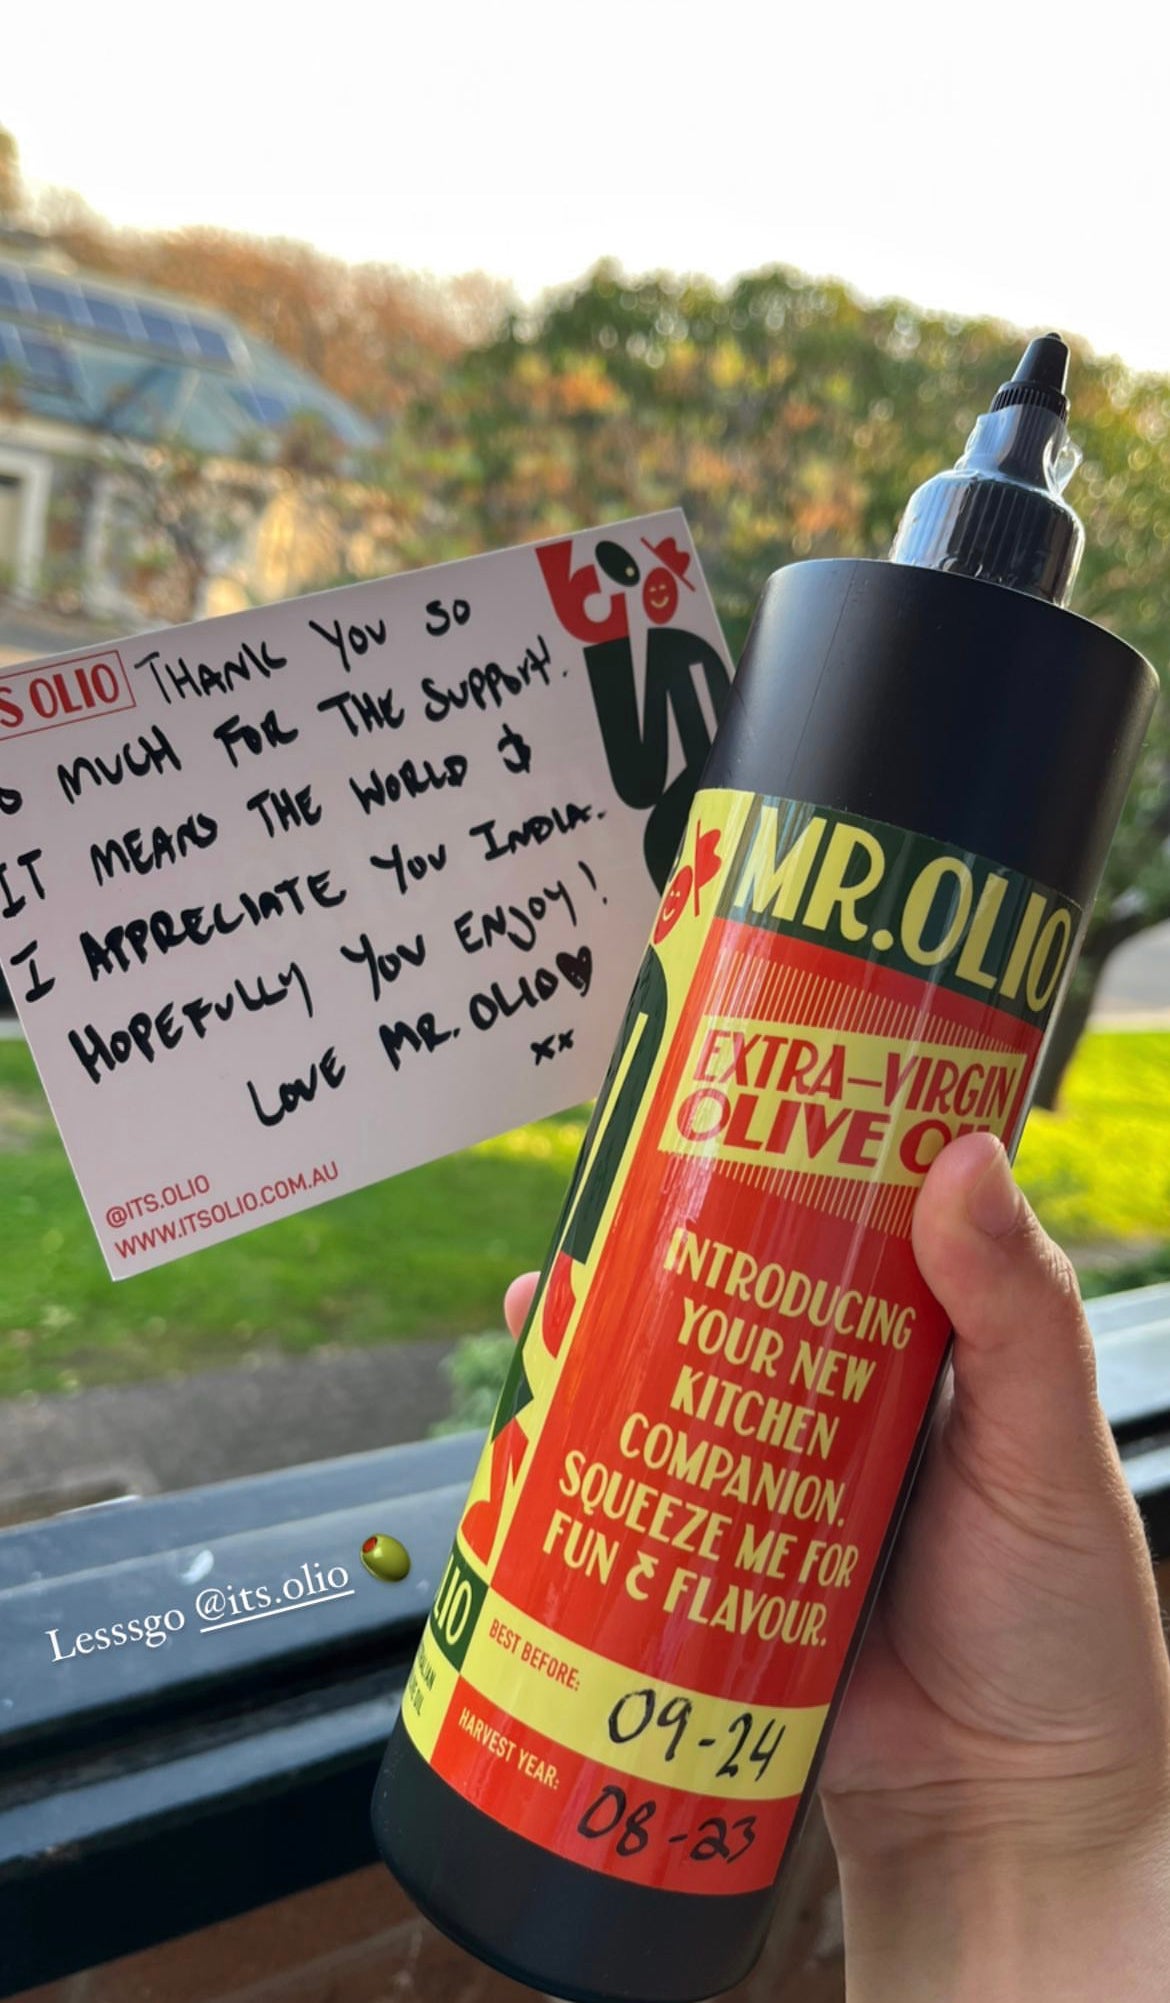 S OLIO THANK YOU SO
MUCH FOR THE SUPPORT.
IT MEANS THE WORLD &
I APPRECIATE YOU INDIA.
HOPEFULLY YOU ENJOY!
LOVE MR. OLIO
xx
@ITS.OLIO
WWW.ITSOLIO.COM.AU
MR. OLIO
EXTRA-VIRGIN
OLIVE OIL
INTRODUCING
YOUR NEW
KITCHEN
COMPANION.
SQUEEZE ME FOR
FUN & FLAVOUR.
BEST BEFORE: 09-24
HARVEST YEAR: 08-23
LIO
Lesssgo @its.olio